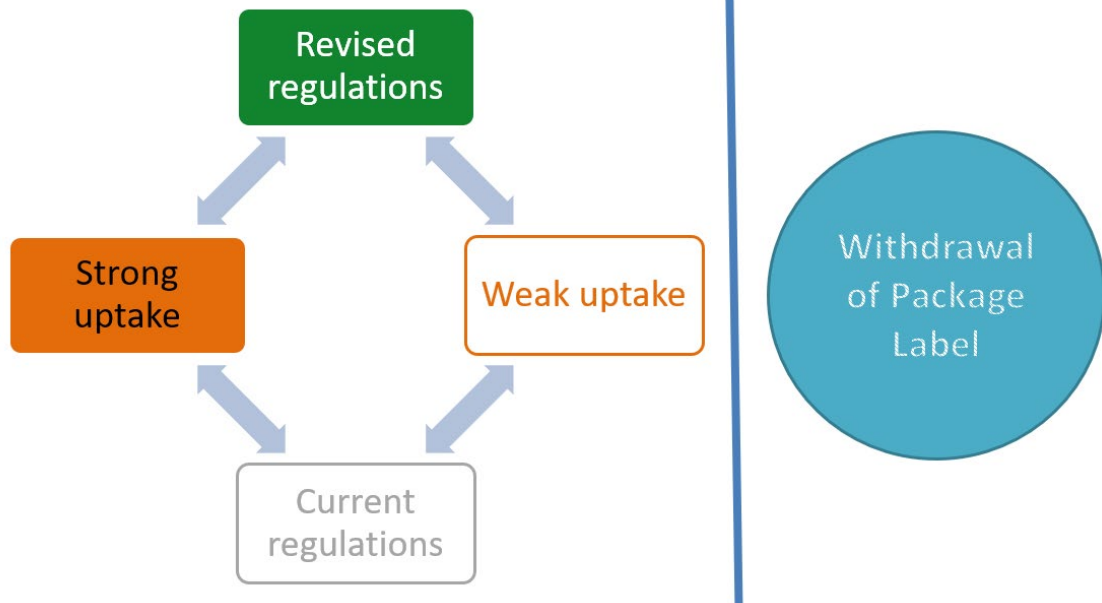 Revised
regulations
Strong
uptake
Weak uptake
Current
regulations
Withdrawal
of Package
Label